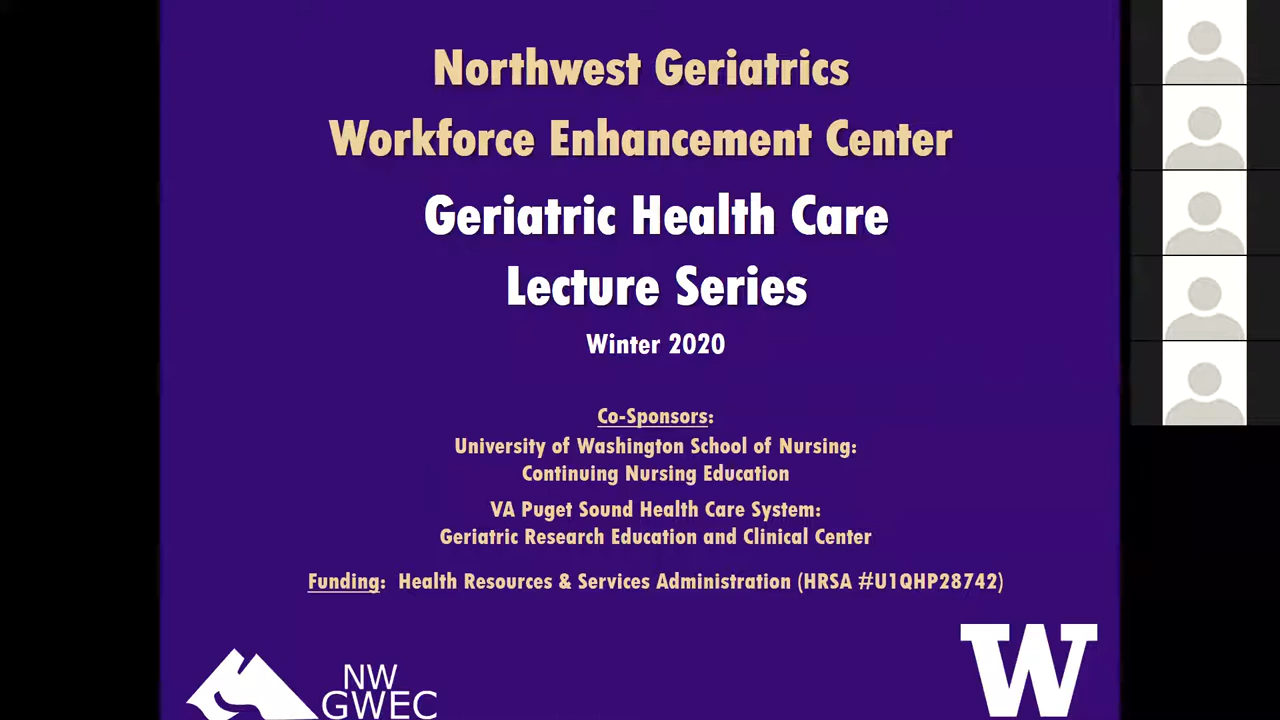 Northwest Geriatrics
Workforce Enhancement Center
Geriatric Health Care
Lecture Series
Winter 2020
Co-Sponsors:
University of Washington School of Nursing:
Continuing Nursing Education
VA Puget Sound Health Care System:
Geriatric Research Education and Clinical Center
Funding: Health Resources & Services Administration (HRSA #U1QHP28742)
NW
GWEC
W